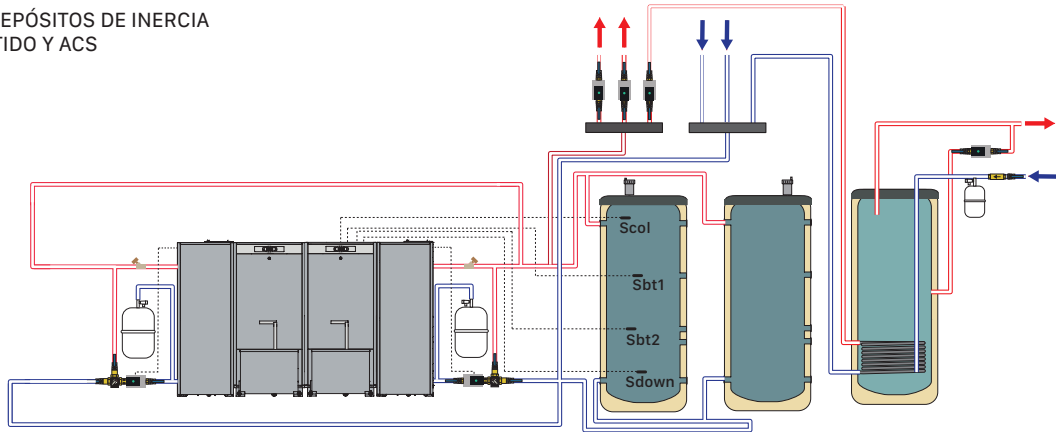 EPÓSITOS DE INERCIA
TIDO Y ACS
Scol
Sbt1
Sbt2
Sdown